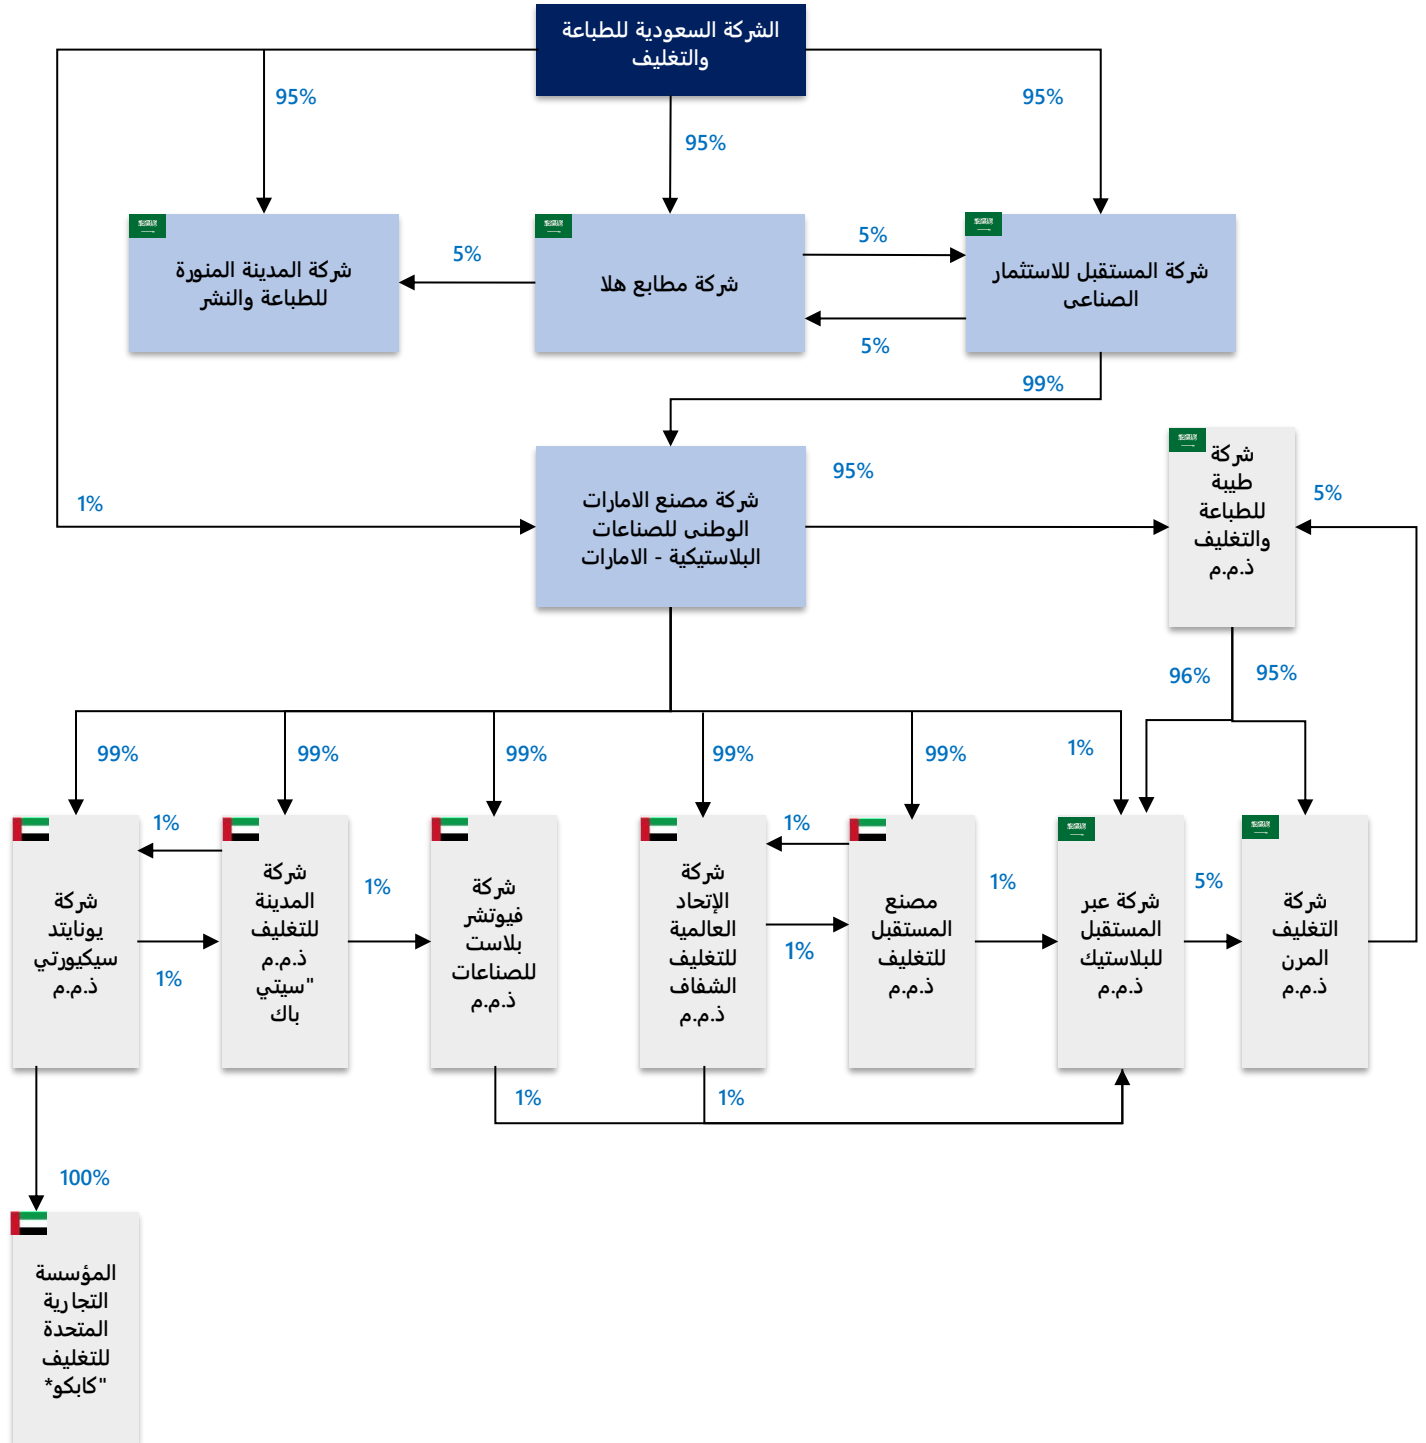 الشركة السعودية للطباعة
والتغليف
95%
95%
95%
شركة المدينة المنورة
للطباعة والنشر
5%
شركة مطابع هلا
5%
5%
شركة المستقبل للاستثمار
الصناعى
99%
1%
شركة مصنع الامارات
الوطنى للصناعات
البلاستيكية - الامارات
95%
شركة
طيبة
للطباعة
والتغليف
ذ.م.م
5%
96%
95%
99%
99%
99%
99%
99%
1%
شركة
يونايتد
سيكيورتي
ذ.م.م
1%
1%
شركة
المدينة
للتغليف
ذ.م.م
"سيتي
باك
1%
شركة
فيوتشر
بلاست
للصناعات
ذ.م.م
شركة
الإتحاد
العالمية
للتغليف
الشفاف
ذ.م.م
1%
1%
مصنع
المستقبل
للتغليف
ذ.م.م
1%
شركة عبر
المستقبل
للبلاستيك
ذ.م.م
5%
شركة
التغليف
المرن
ذ.م.م
1%
1%
100%
المؤسسة
التجارية
المتحدة
للتغليف
"كابكو*